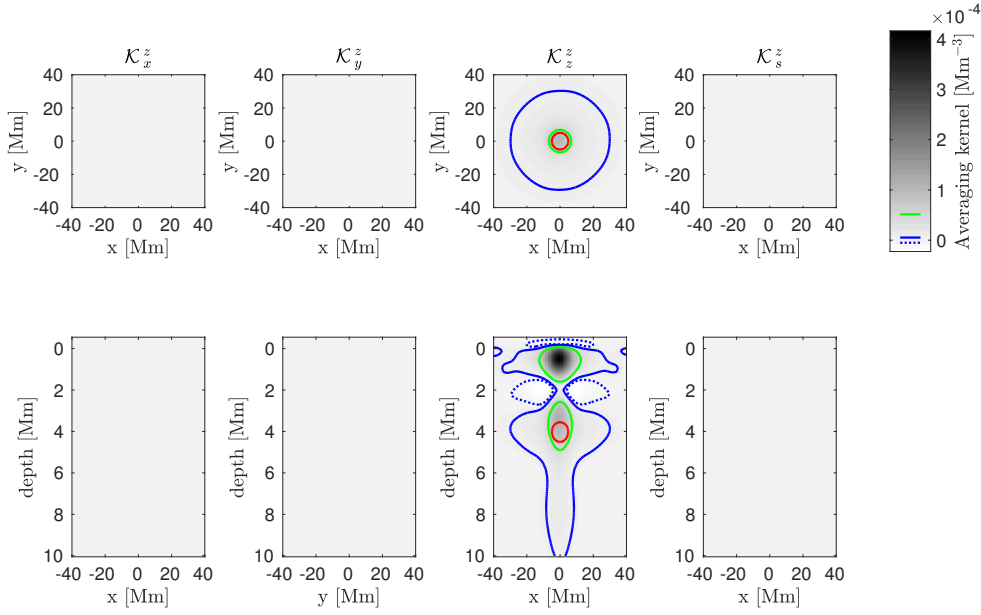 ×10⁻⁴
𝒦ᶻₓ 𝒦ᶻ_y 𝒦ᶻ_z 𝒦ᶻₛ
40 40 40 40
20 20 20 20
0 0 0 0
-20 -20 -20 -20
-40 -40 -40 -40
y [Mm] y [Mm] y [Mm] y [Mm]
-40 -20 0 20 40 -40 -20 0 20 40 -40 -20 0 20 40 -40 -20 0 20 40
x [Mm] x [Mm] x [Mm] x [Mm]
4
3
2
1
0
Averaging kernel [Mm⁻³]
0 0 0 0
2 2 2 2
4 4 4 4
6 6 6 6
8 8 8 8
10 10 10 10
depth [Mm] depth [Mm] depth [Mm] depth [Mm]
-40 -20 0 20 40 -40 -20 0 20 40 -40 -20 0 20 40 -40 -20 0 20 40
x [Mm] y [Mm] x [Mm] x [Mm]